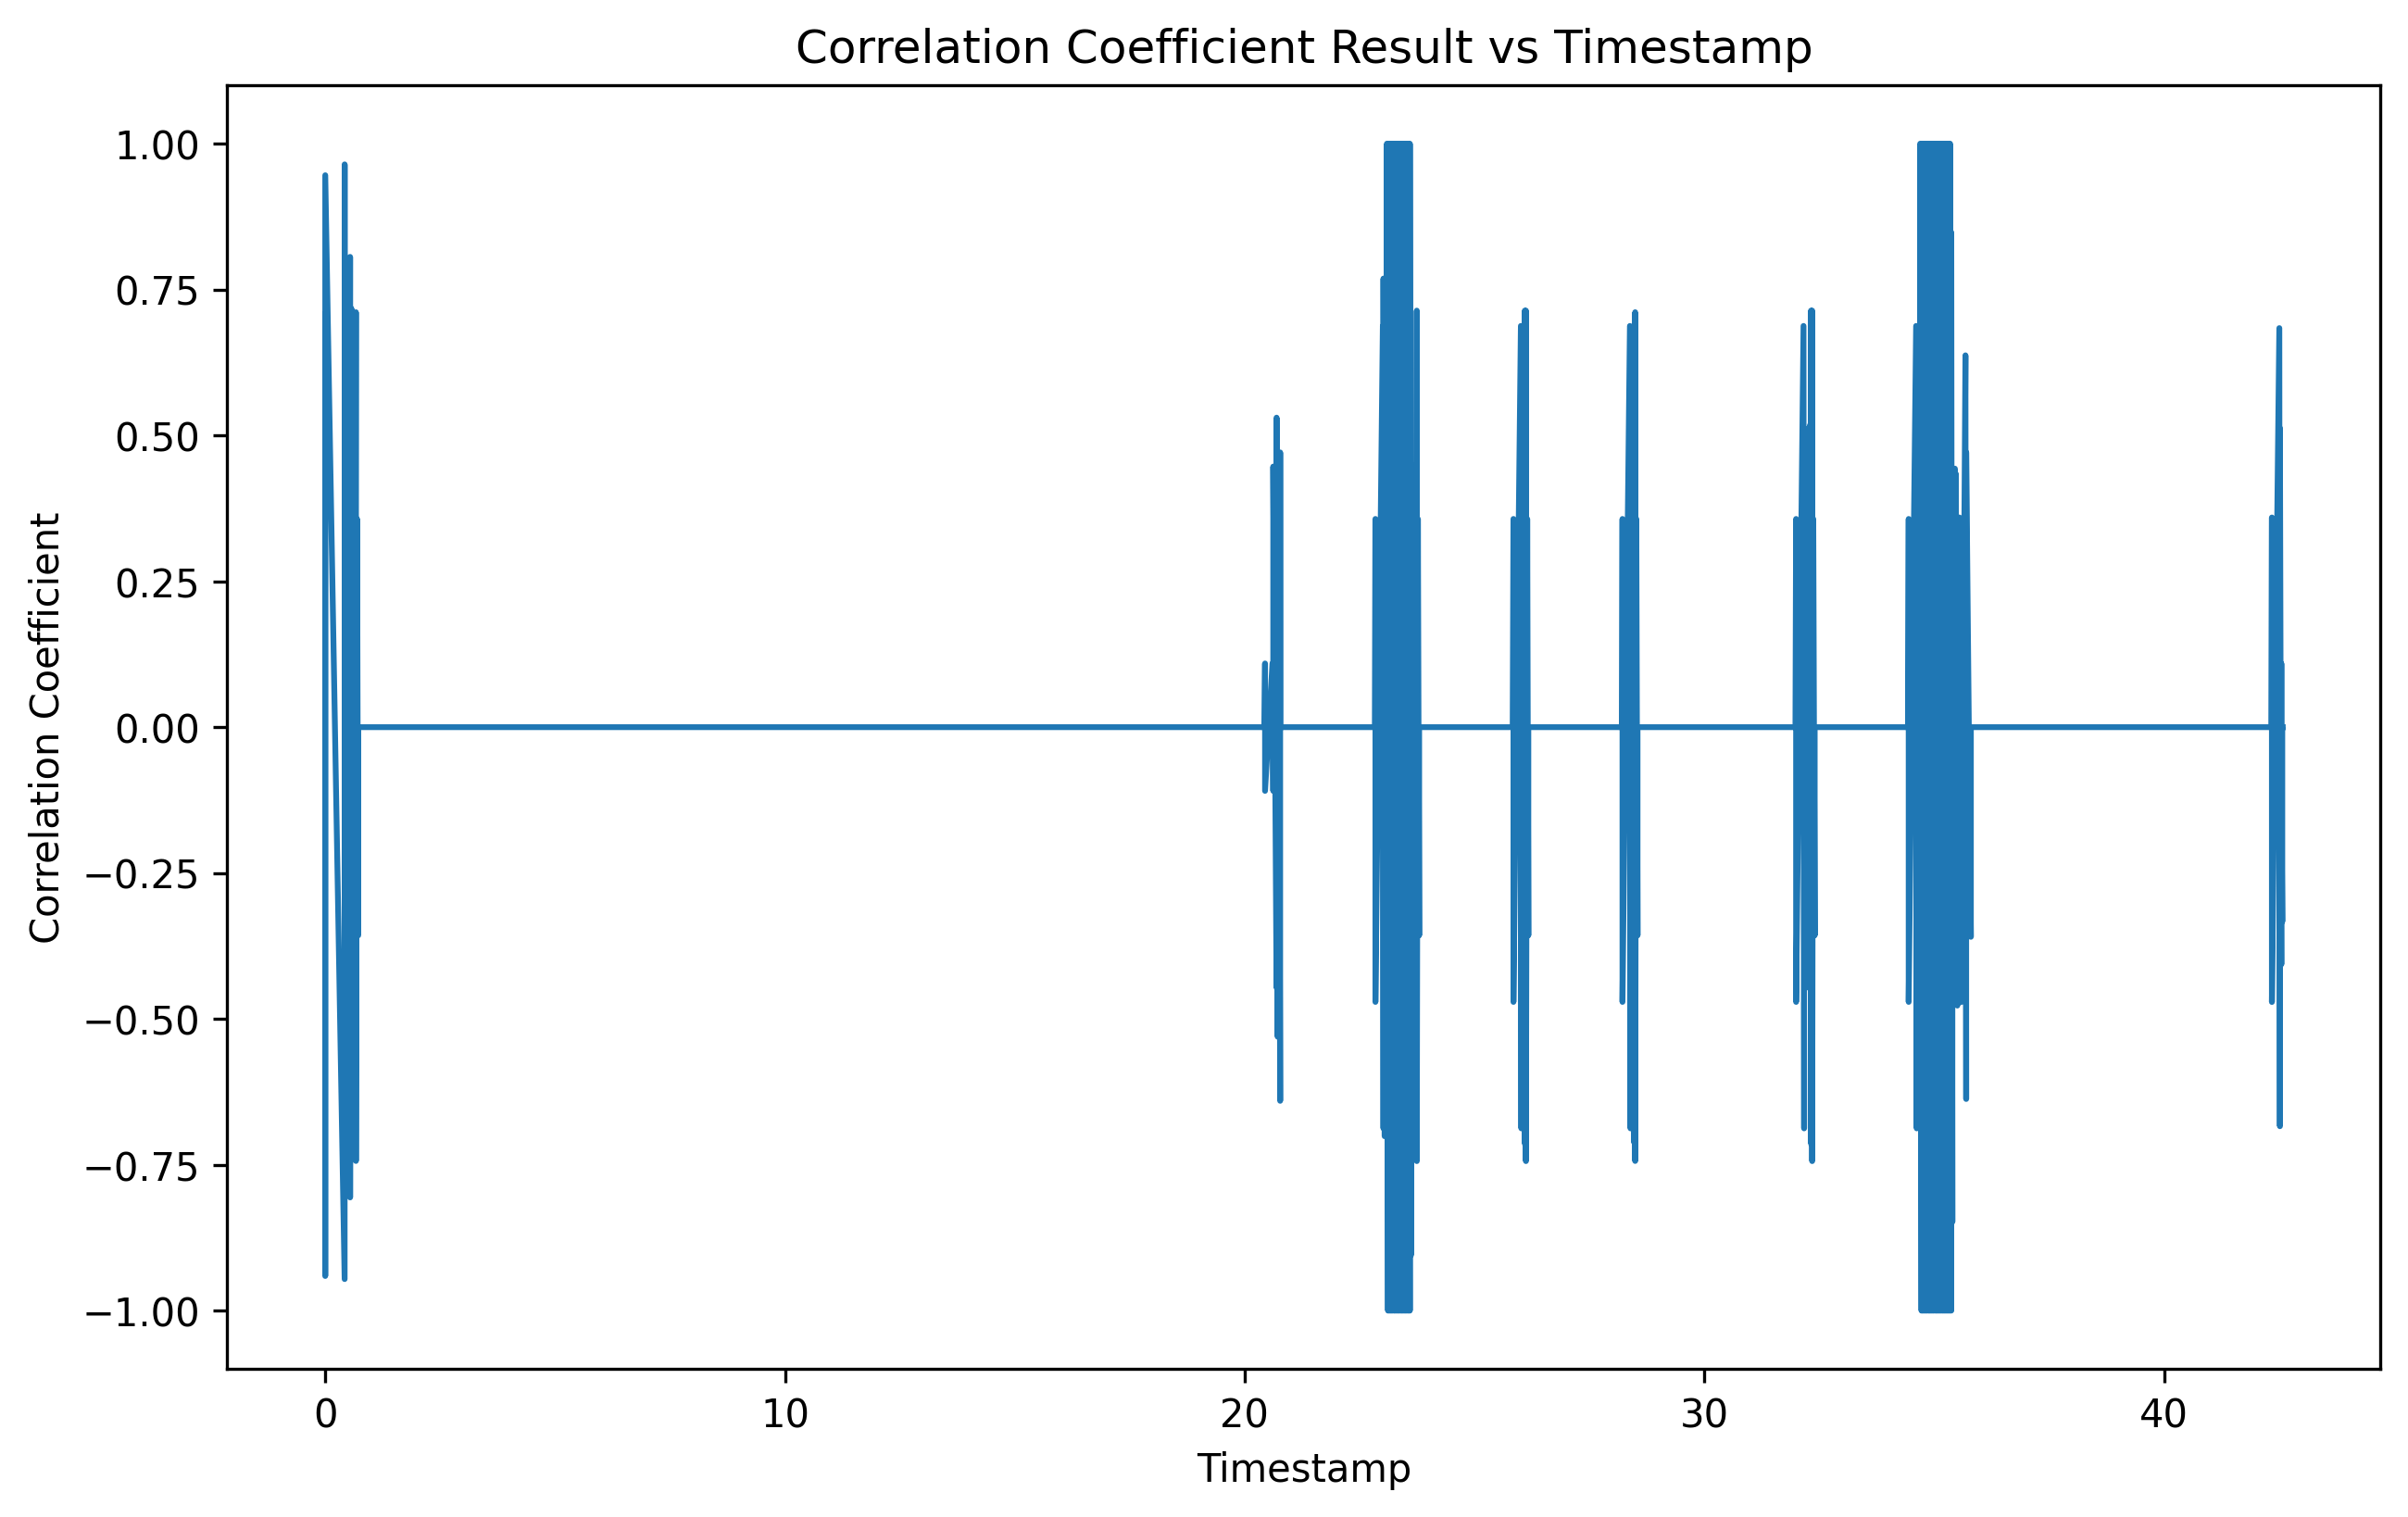 Correlation Coefficient Result vs Timestamp
Correlation Coefficient
1.00
0.75
0.50
0.25
0.00
−0.25
−0.50
−0.75
−1.00
0 10 20 30 40
Timestamp